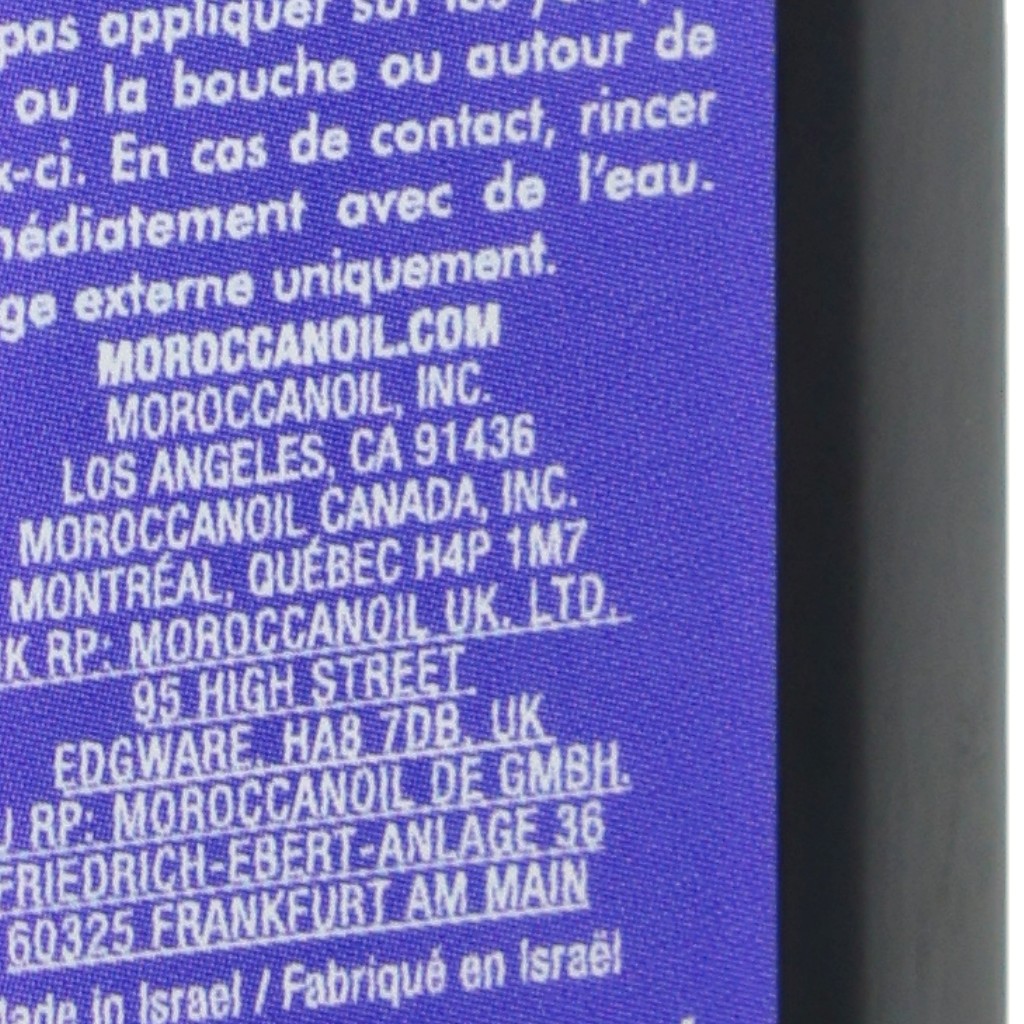 pas appliquer sur les
ou la bouche ou autour de
x-ci. En cas de contact, rincer
médiatement avec de l'eau.
ge externe uniquement.
MOROCCANOIL.COM
MOROCCANOIL, INC.
LOS ANGELES, CA 91436
MOROCCANOIL CANADA, INC.
MONTRÉAL, QUÉBEC H4P 1M7
K RP: MOROCCANOIL UK. LTD.
95 HIGH STREET
EDGWARE, HA8 7DB, UK
RP: MOROCCANOIL DE GMBH.
FRIEDRICH-EBERT-ANLAGE 36
60325 FRANKFURT AM MAIN
Made in Israel / Fabriqué en Israël